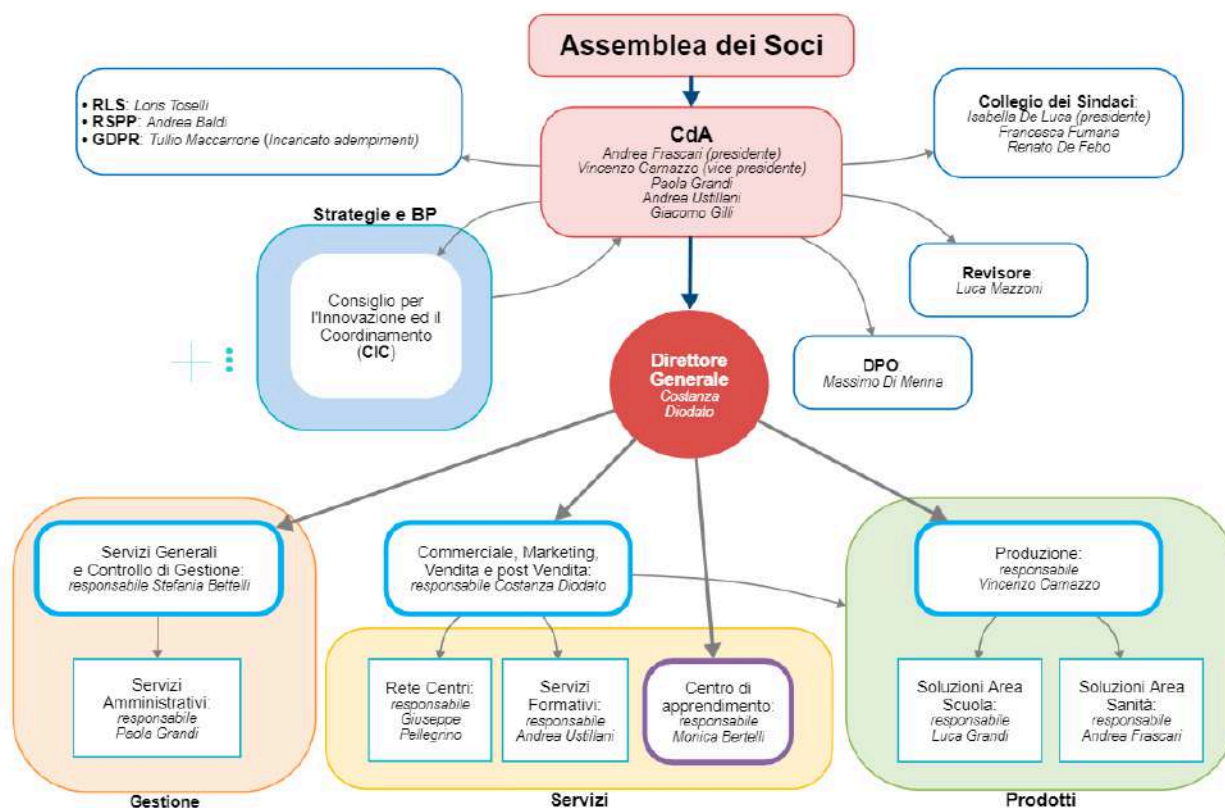 Assemblea dei Soci
• RLS: Loris Toselli
• RSPP: Andrea Baldi
• GDPR: Tullio Maccarrone (Incaricato adempimenti)
CdA
Andrea Frascari (presidente)
Vincenzo Carnazzo (vice presidente)
Paola Grandi
Andrea Ustillani
Giacomo Gilli
Collegio dei Sindaci:
Isabella De Luca (presidente)
Francesca Fumana
Renato De Febo
Strategie e BP
Consiglio per
l'Innovazione ed il
Coordinamento
(CIC)
Revisore:
Luca Mazzoni
DPO
Massimo Di Menna
Direttore
Generale
Costanza
Diodato
Servizi Generali
e Controllo di Gestione:
responsabile Stefania Bettelli
Commerciale, Marketing,
Vendita e post Vendita:
responsabile Costanza Diodato
Produzione:
responsabile
Vincenzo Carnazzo
Servizi
Amministrativi:
responsabile
Paola Grandi
Rete Centri:
responsabile
Giuseppe
Pellegrino
Servizi
Formativi:
responsabile
Andrea Ustillani
Centro di
apprendimento:
responsabile
Monica Bertelli
Soluzioni Area
Scuola:
responsabile
Luca Grandi
Soluzioni Area
Sanità:
responsabile
Andrea Frascari
Gestione
Servizi
Prodotti